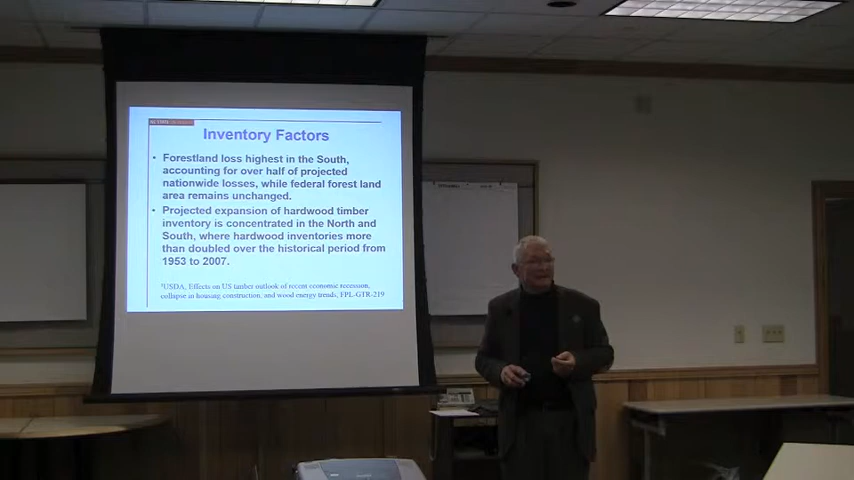 Inventory Factors
• Forestland loss highest in the South,
accounting for over half of projected
nationwide losses, while federal forest land
area remains unchanged.
• Projected expansion of hardwood timber
inventory is concentrated in the North and
South, where hardwood inventories more
than doubled over the historical period from
1953 to 2007.
USDA, Effects on US timber outlook of recent economic recession,
collapse in housing construction, and wood energy trends, FPL-GTR-219